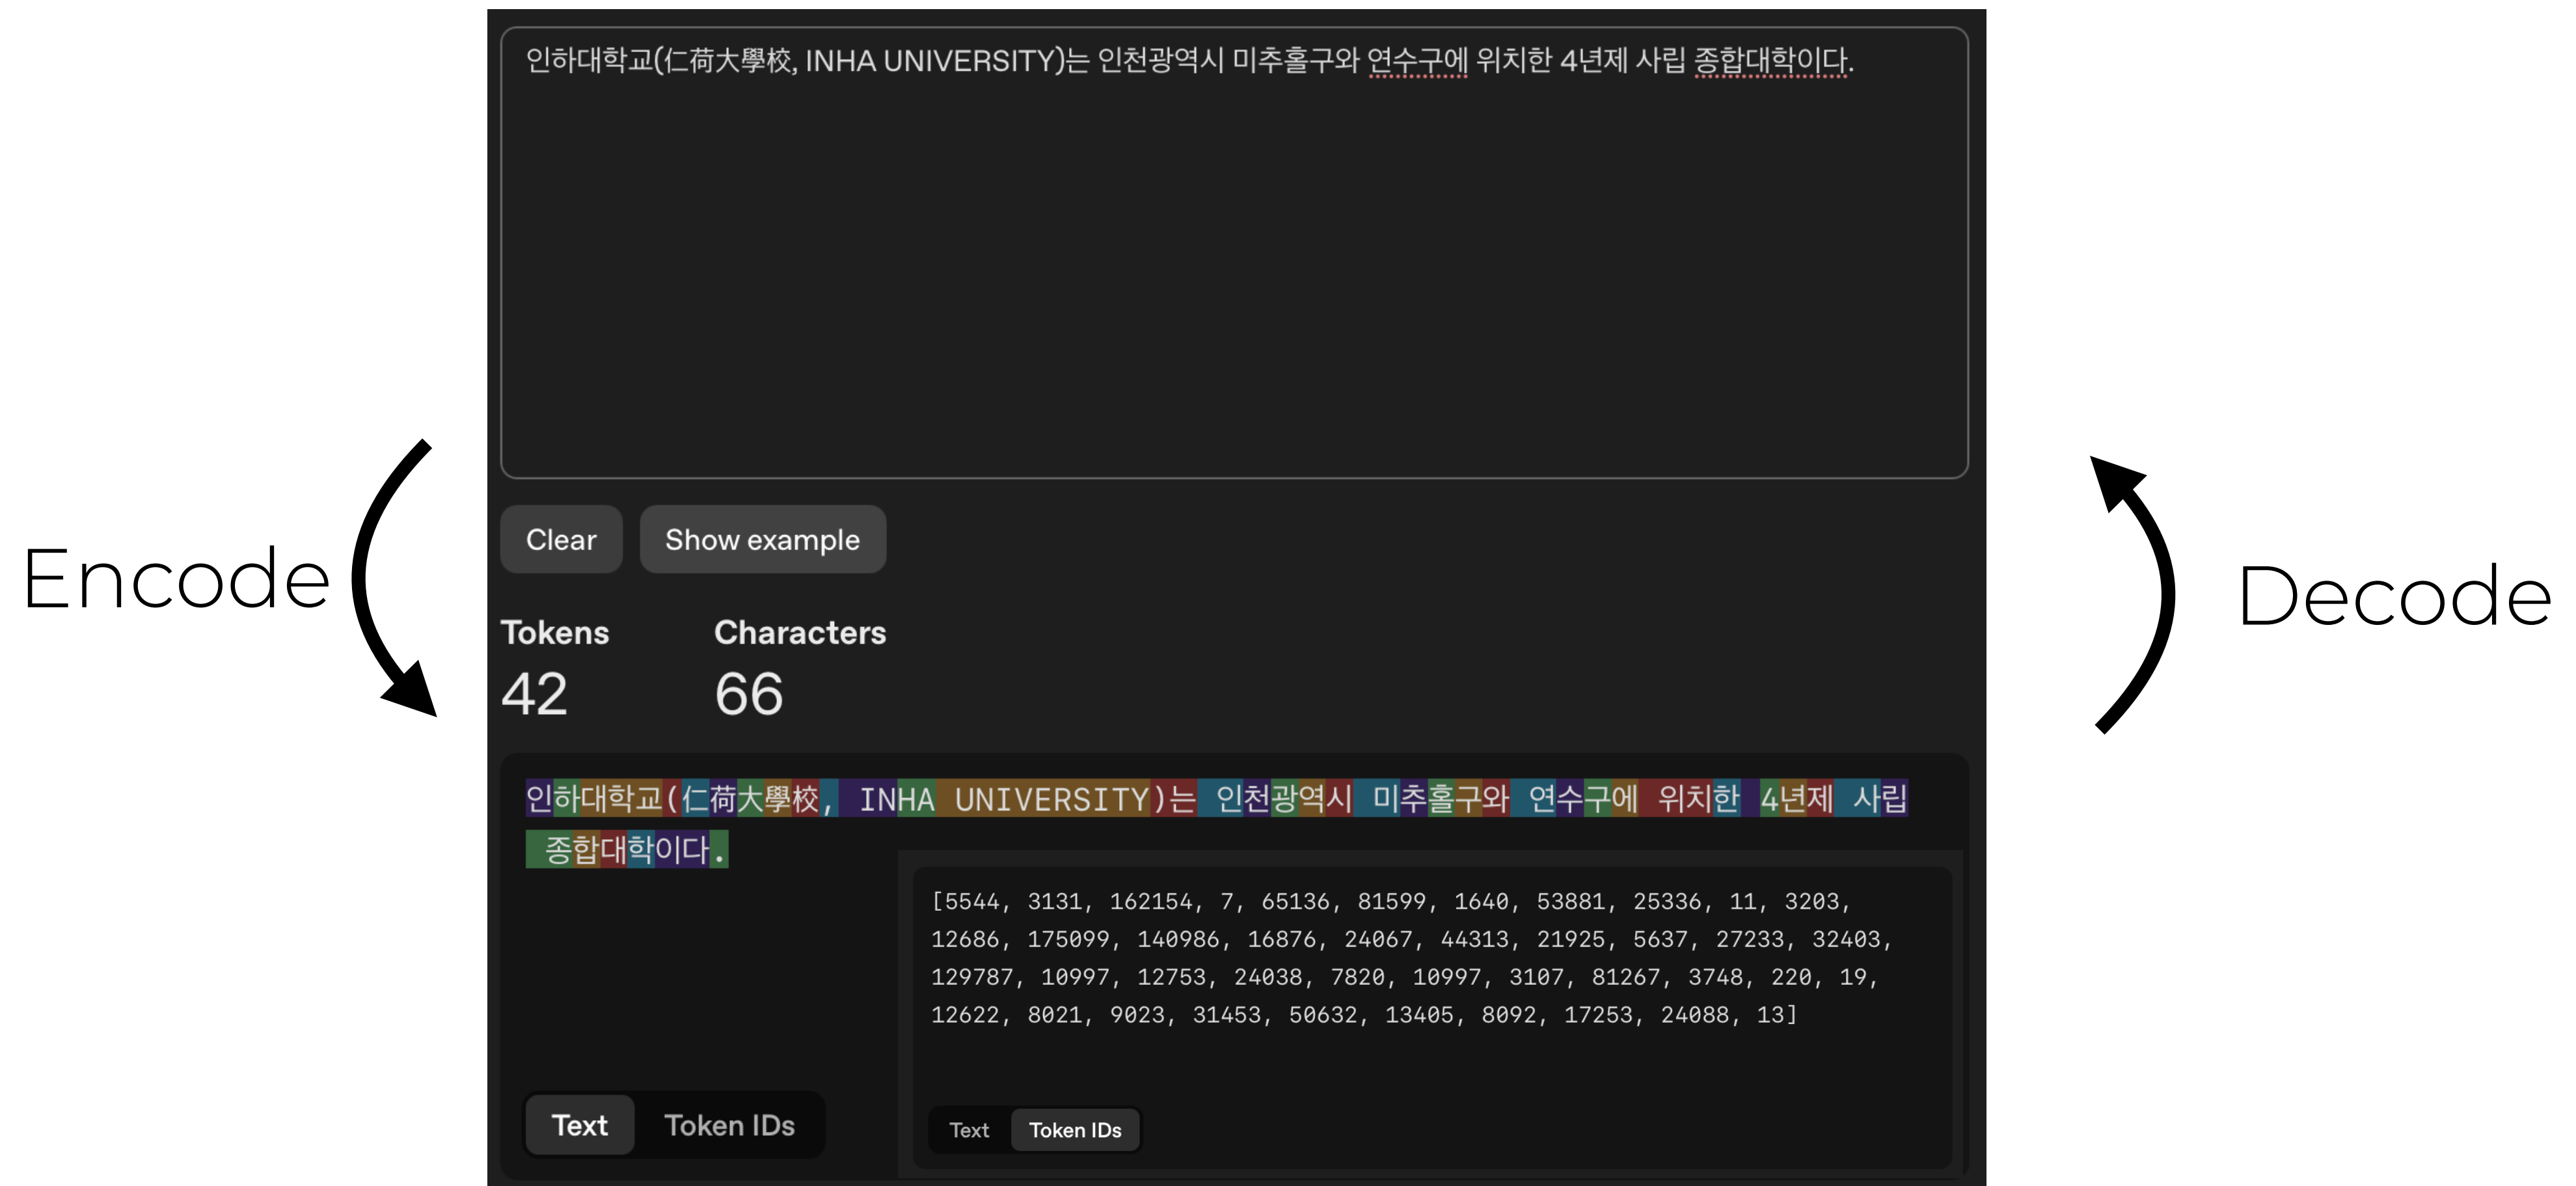 인하대학교(仁荷大學校, INHA UNIVERSITY)는 인천광역시 미추홀구와 연수구에 위치한 4년제 사립 종합대학이다.
Clear
Show example
Encode
Decode
Tokens
Characters
42
66
인하대학교(仁荷大學校, INHA UNIVERSITY)는 인천광역시 미추홀구와 연수구에 위치한 4년제 사립
종합대학이다.
[5544, 3131, 162154, 7, 65136, 81599, 1640, 53881, 25336, 11, 3203,
12686, 175099, 140986, 16876, 24067, 44313, 21925, 5637, 27233, 32403,
129787, 10997, 12753, 24038, 7820, 10997, 3107, 81267, 3748, 220, 19,
12622, 8021, 9023, 31453, 50632, 13405, 8092, 17253, 24088, 13]
Text
Token IDs
Text
Token IDs